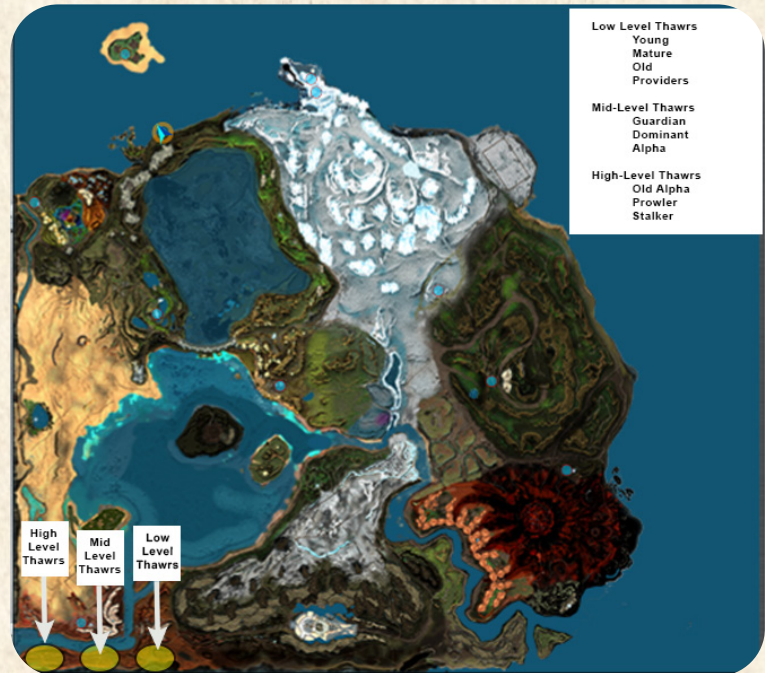 Low Level Thawrs
Young
Mature
Old
Providers
Mid-Level Thawrs
Guardian
Dominant
Alpha
High-Level Thawrs
Old Alpha
Prowler
Stalker
High
Level
Thawrs
Mid
Level
Thawrs
Low
Level
Thawrs